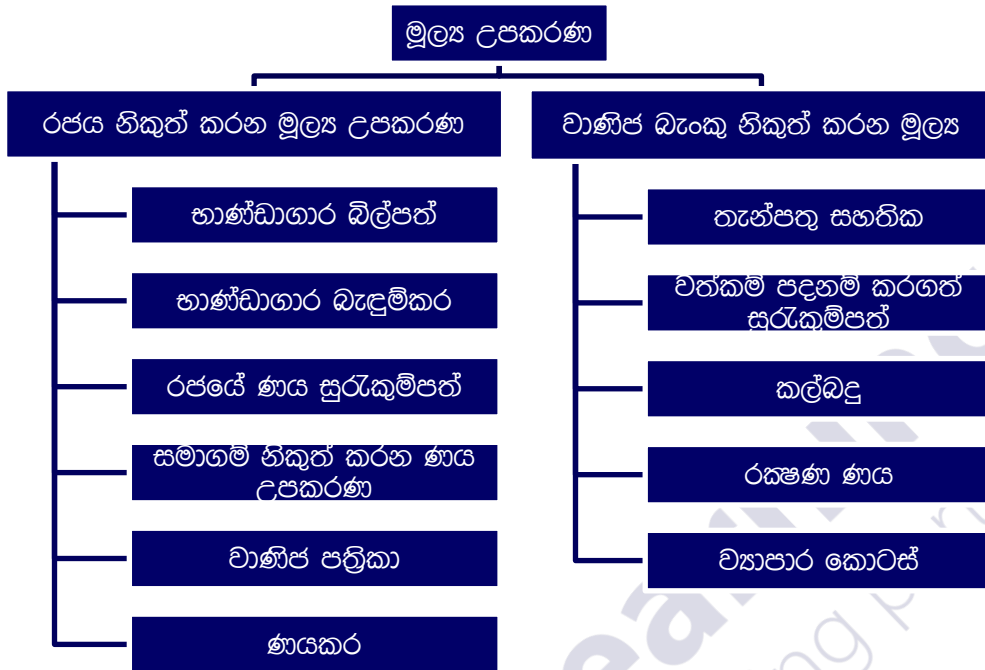 මූල්‍ය උපකරණ
රජය නිකුත් කරන මූල්‍ය උපකරණ
භාණ්ඩාගාර බිල්පත්
භාණ්ඩාගාර බැඳුම්කර
රජයේ ණය සුරැකුම්පත්
සමාගම් නිකුත් කරන ණය
උපකරණ
වාණිජ පත්‍රිකා
ණයකර
වාණිජ බැංකු නිකුත් කරන මූල්‍ය
තැන්පතු සහතික
වත්කම් පදනම් කරගත්
සුරැකුම්පත්
කල්බදු
රක්‍ෂණ ණය
ව්‍යාපාර කොටස්